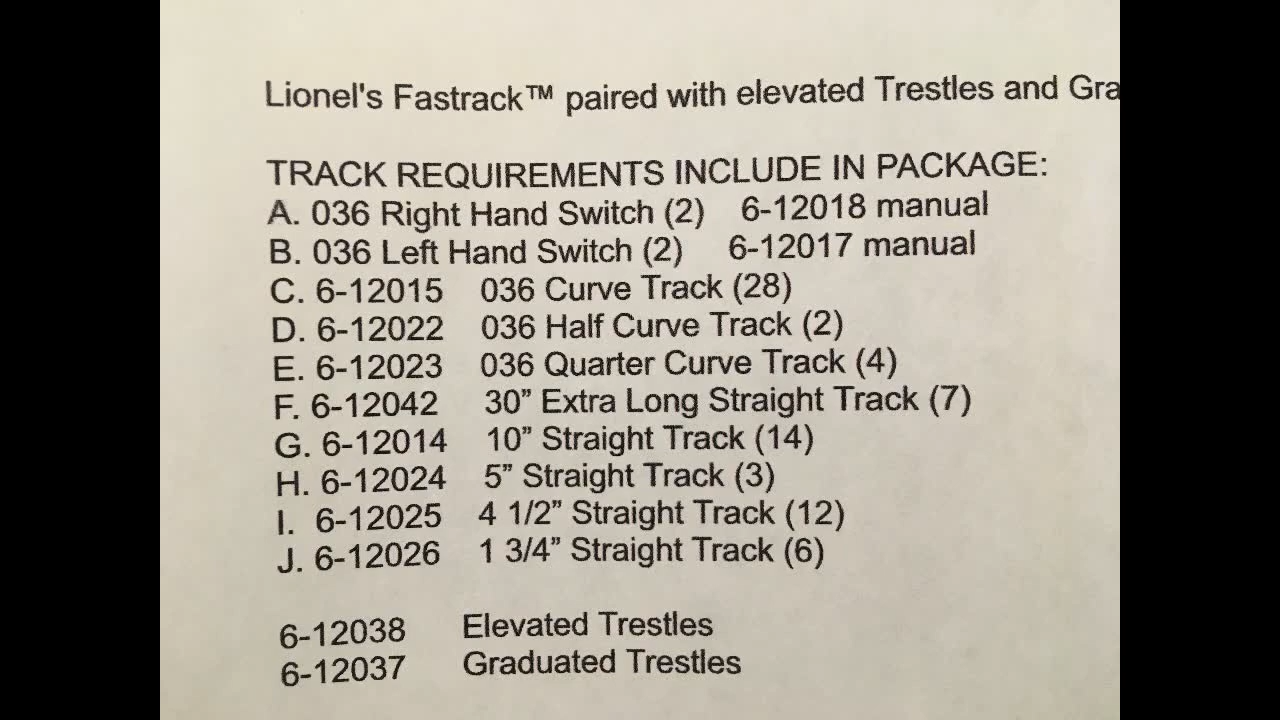 Lionel's Fastrack™ paired with elevated Trestles and Gra
TRACK REQUIREMENTS INCLUDE IN PACKAGE:
A. 036 Right Hand Switch (2) 6-12018 manual
B. 036 Left Hand Switch (2) 6-12017 manual
C. 6-12015 036 Curve Track (28)
D. 6-12022 036 Half Curve Track (2)
E. 6-12023 036 Quarter Curve Track (4)
F. 6-12042 30” Extra Long Straight Track (7)
G. 6-12014 10” Straight Track (14)
H. 6-12024 5” Straight Track (3)
I. 6-12025 4 1/2” Straight Track (12)
J. 6-12026 1 3/4” Straight Track (6)
6-12038 Elevated Trestles
6-12037 Graduated Trestles